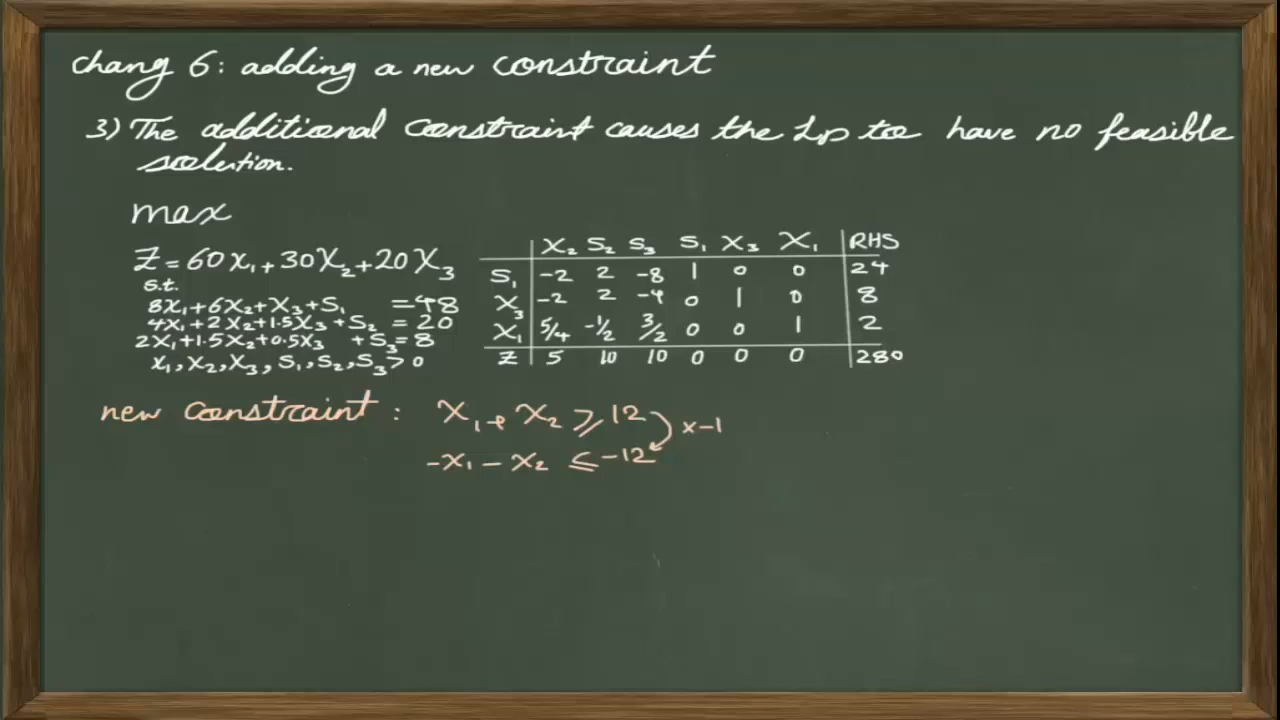 Chang 6: adding a new constraint
3) The additional constraint causes the Lp to have no feasible
solution.
max
Z = 60X₁ + 30X₂ + 20X₃
s.t.
8X₁ + 6X₂ + X₃ + S₁ = 48
4X₁ + 2X₂ + 1.5X₃ + S₂ = 20
2X₁ + 1.5X₂ + 0.5X₃ + S₃ = 8
X₁, X₂, X₃, S₁, S₂, S₃ > 0
X₂ S₂ S₃ S₁ X₃ X₁ RHS
S₁ -2 2 -8 1 0 0 24
X₃ -2 2 -4 0 1 0 8
X₁ 5/4 -1/2 3/2 0 0 1 2
Z 5 10 10 0 0 0 280
new constraint : X₁ + X₂ ⩾ 12
x-1
-X₁ - X₂ ≤ -12